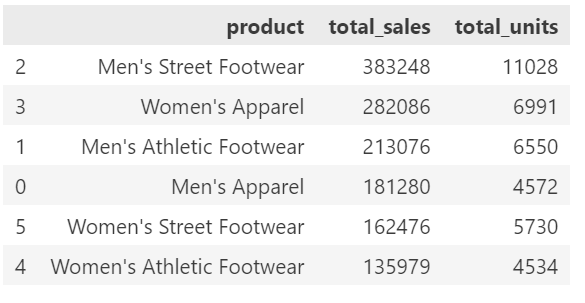 product total_sales total_units
2 Men's Street Footwear 383248 11028
3 Women's Apparel 282086 6991
1 Men's Athletic Footwear 213076 6550
0 Men's Apparel 181280 4572
5 Women's Street Footwear 162476 5730
4 Women's Athletic Footwear 135979 4534